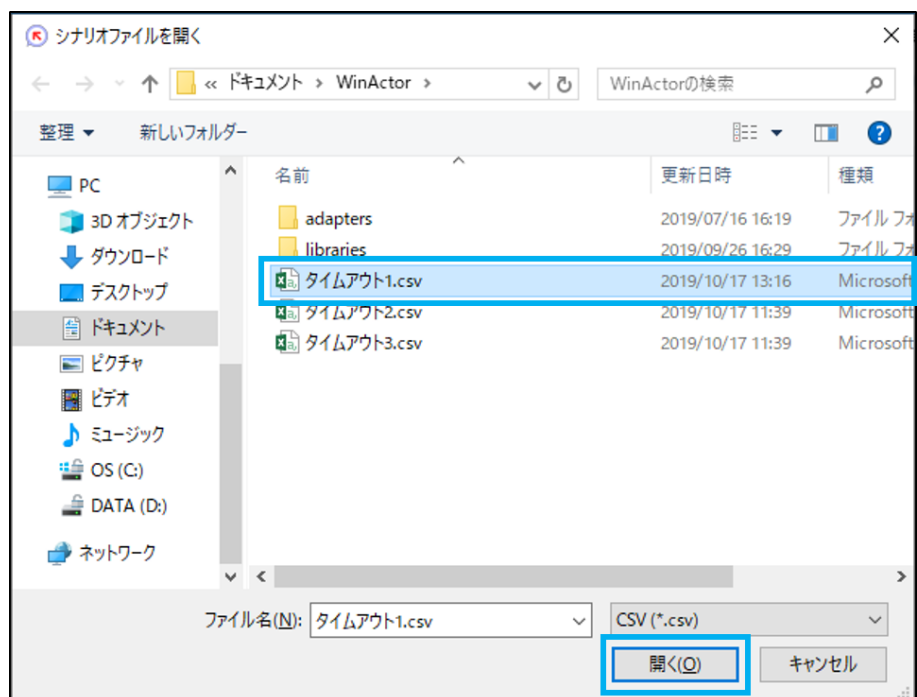 シナリオファイルを開く
« ドキュメント › WinActor ›
WinActorの検索
整理 新しいフォルダー
名前 更新日時 種類
PC
3D オブジェクト
ダウンロード
デスクトップ
ドキュメント
ピクチャ
ビデオ
ミュージック
OS (C:)
DATA (D:)
ネットワーク
adapters 2019/07/16 16:19 ファイル フォ
libraries 2019/09/26 16:29 ファイル フォ
タイムアウト1.csv 2019/10/17 13:16 Microsoft
タイムアウト2.csv 2019/10/17 11:39 Microsoft
タイムアウト3.csv 2019/10/17 11:39 Microsoft
ファイル名(N): タイムアウト1.csv CSV (*.csv)
開く(O) キャンセル